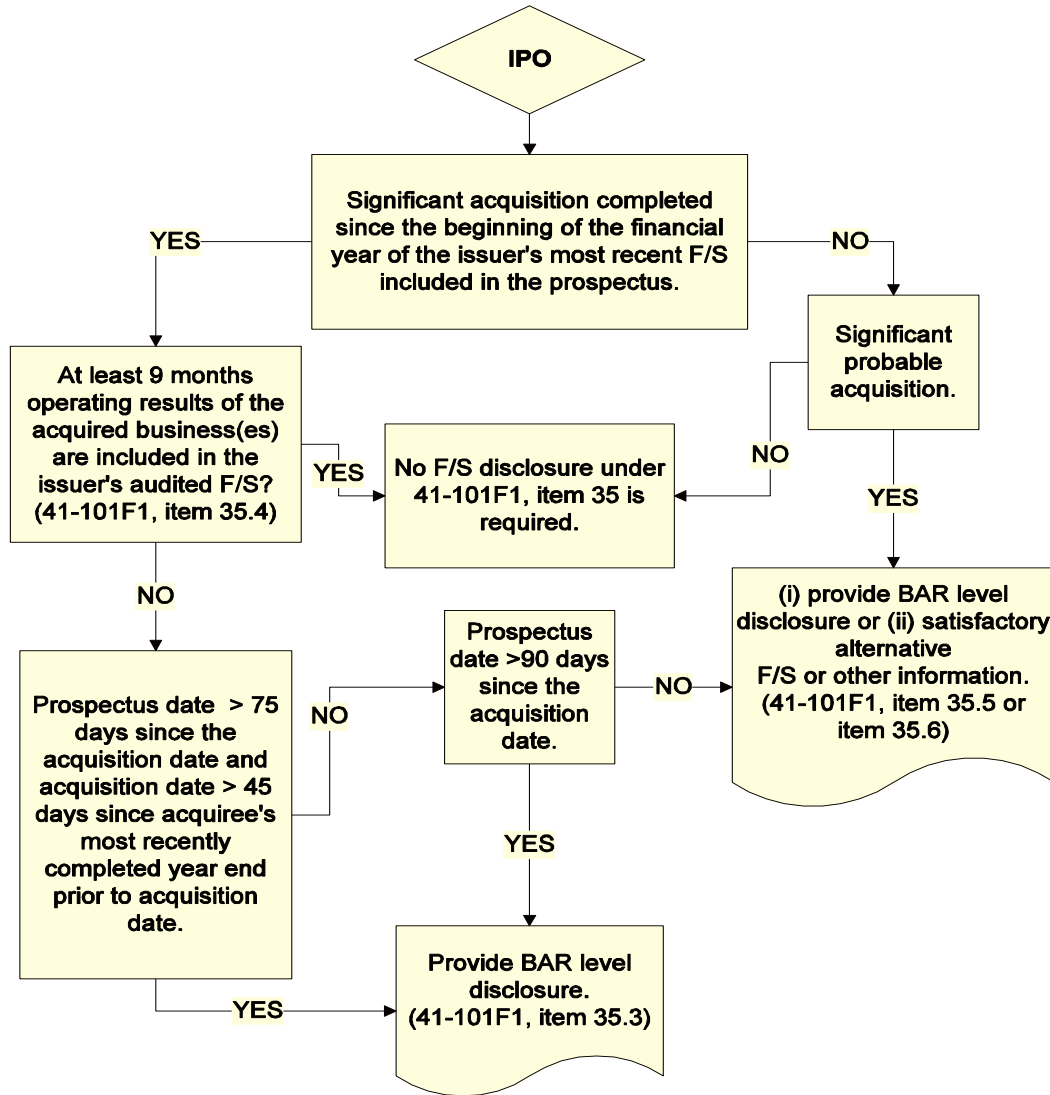 IPO
Significant acquisition completed
since the beginning of the financial
year of the issuer's most recent F/S
included in the prospectus.
YES
NO
Significant
probable
acquisition.
At least 9 months
operating results of the
acquired business(es)
are included in the
issuer's audited F/S?
(41-101F1, item 35.4)
YES
No F/S disclosure under
41-101F1, item 35 is
required.
NO
YES
NO
(i) provide BAR level
disclosure or (ii) satisfactory
alternative
F/S or other information.
(41-101F1, item 35.5 or
item 35.6)
Prospectus
date >90 days
since the
acquisition
date.
NO
Prospectus date  > 75
days since the
acquisition date and
acquisition date > 45
days since acquiree's
most recently
completed year end
prior to acquisition
date.
NO
YES
YES
Provide BAR level
disclosure.
(41-101F1, item 35.3)